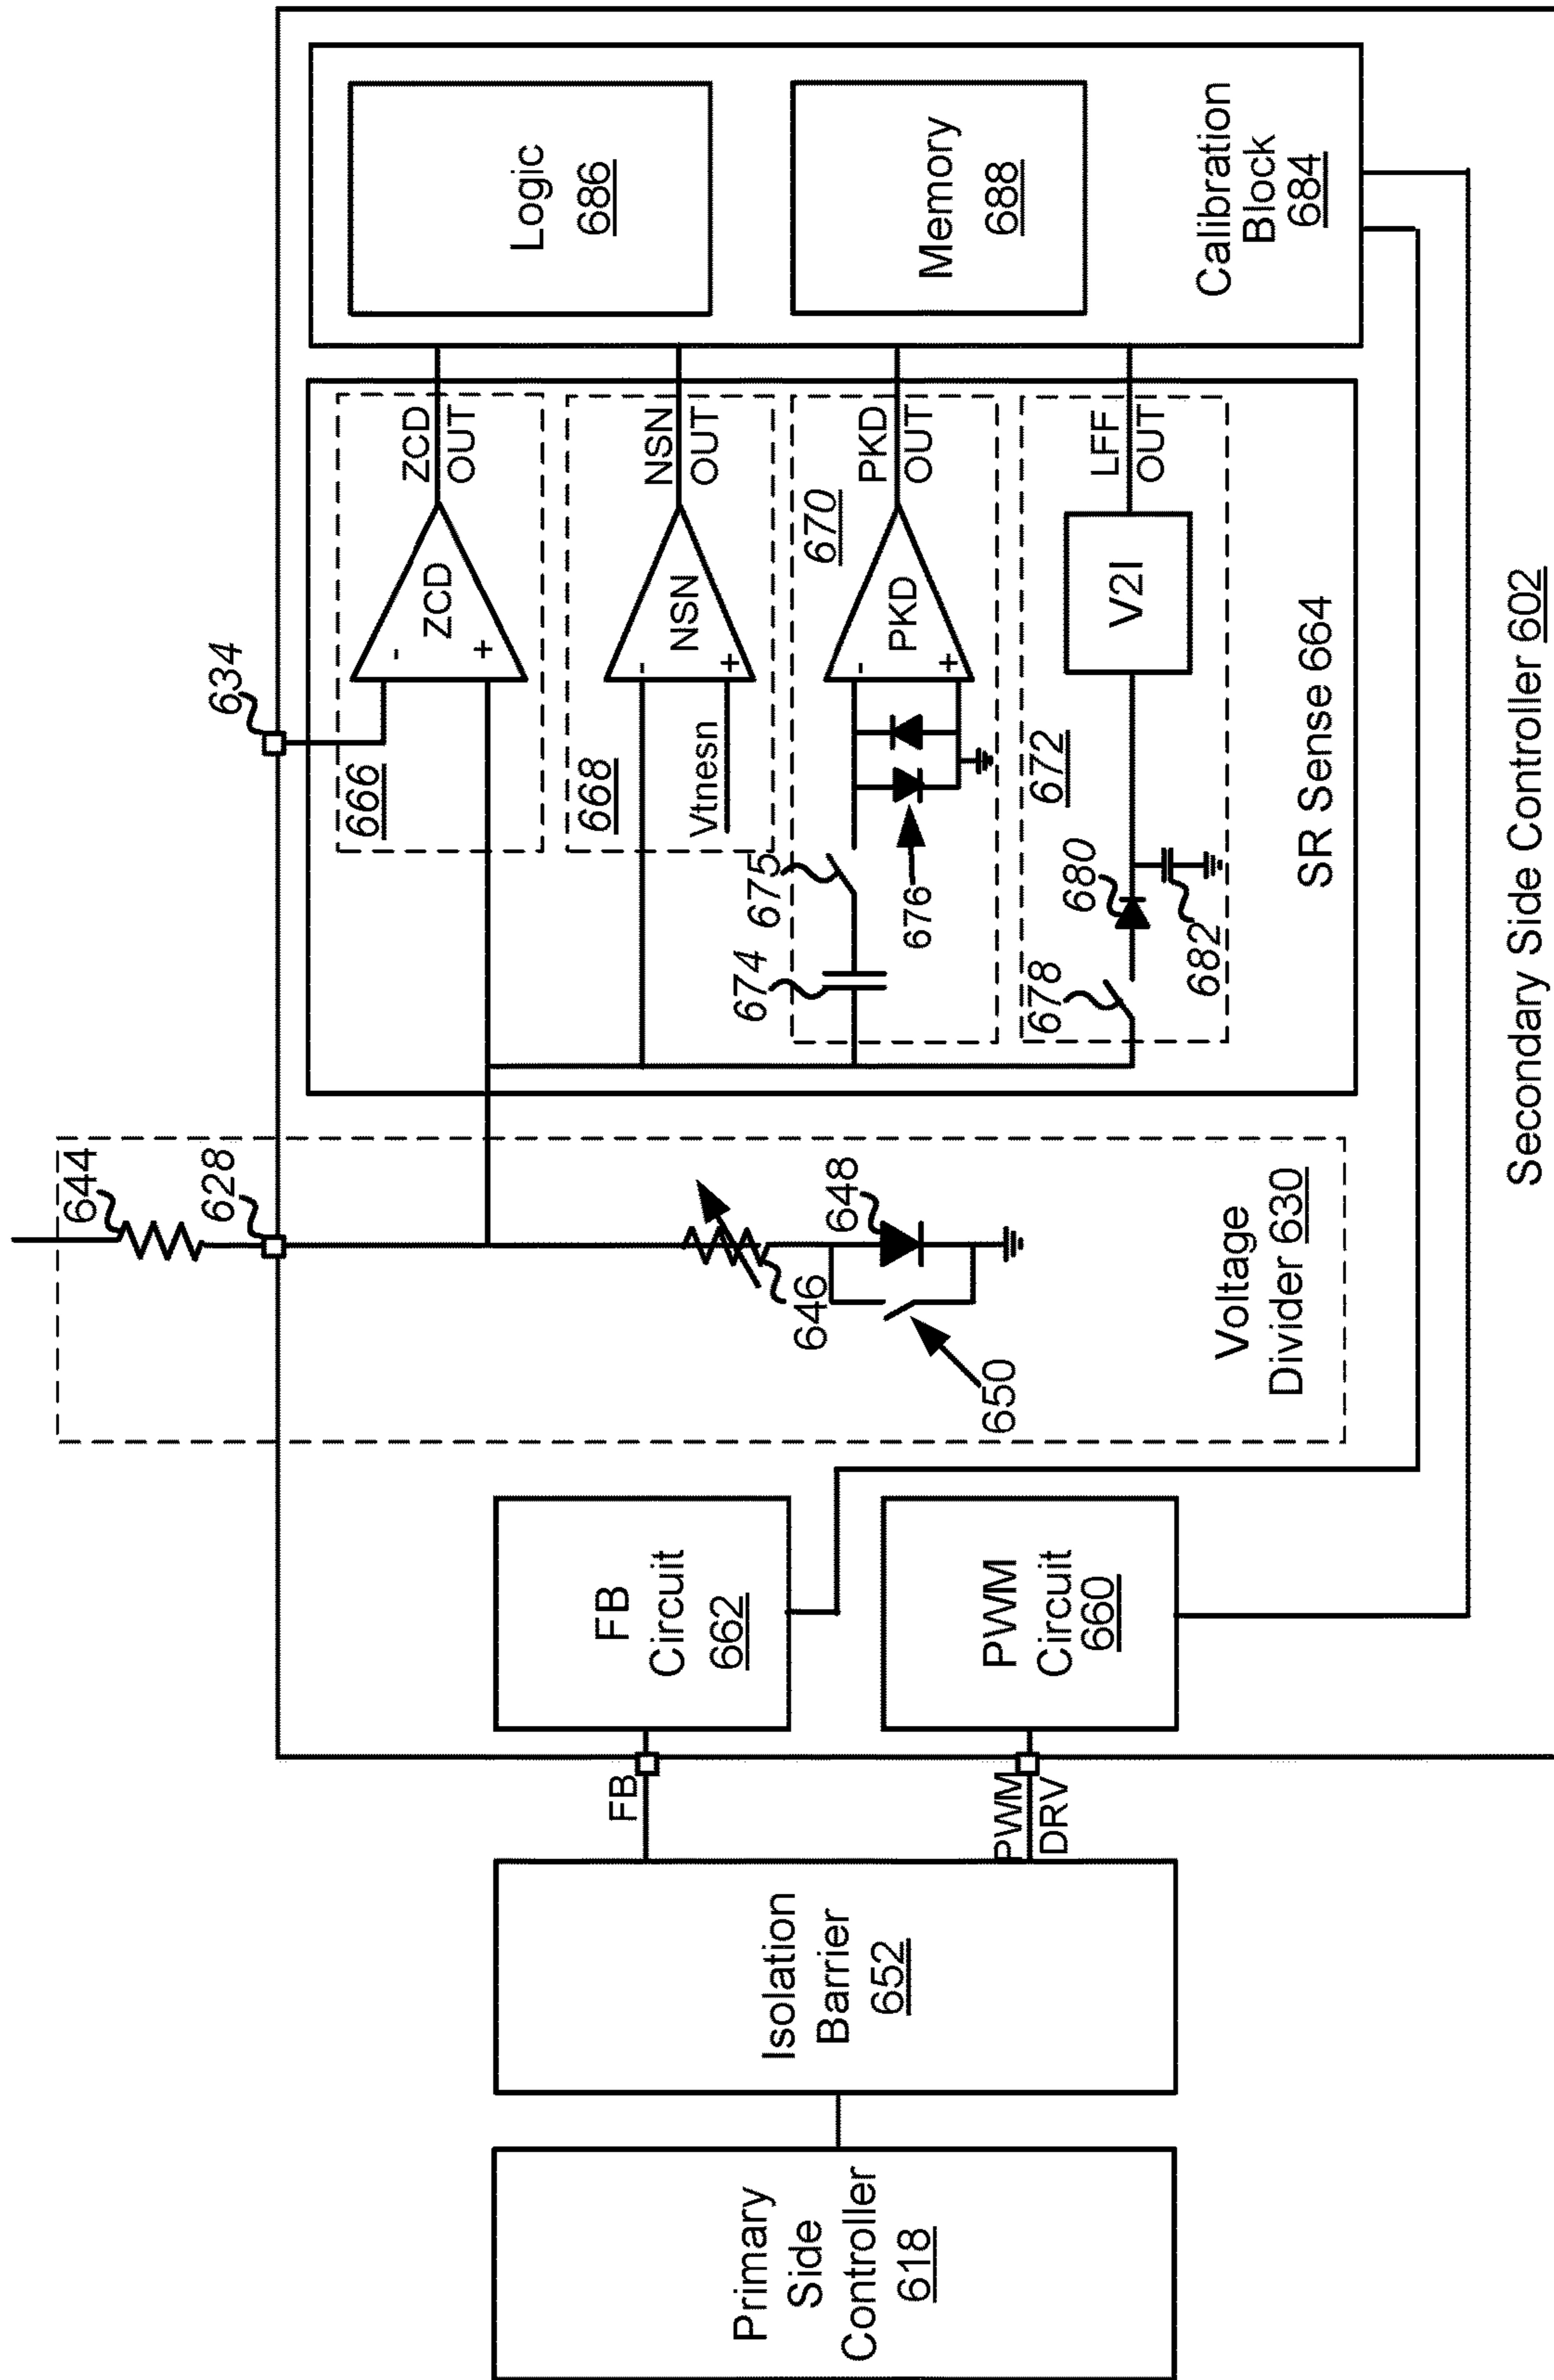 Primary
Side
Controller
618
Isolation
Barrier
652
FB
PWM
DRV
FB
Circuit
662
PWM
Circuit
660
644
628
646
648
650
Voltage
Divider 630
634
666
-
+
ZCD
ZCD
OUT
668
-
+
Vtnesn
NSN
NSN
OUT
670
674
675
676
-
+
PKD
PKD
OUT
672
678
680
682
V2I
LFF
OUT
SR Sense 664
Logic
686
Memory
688
Calibration
Block
684
Secondary Side Controller 602